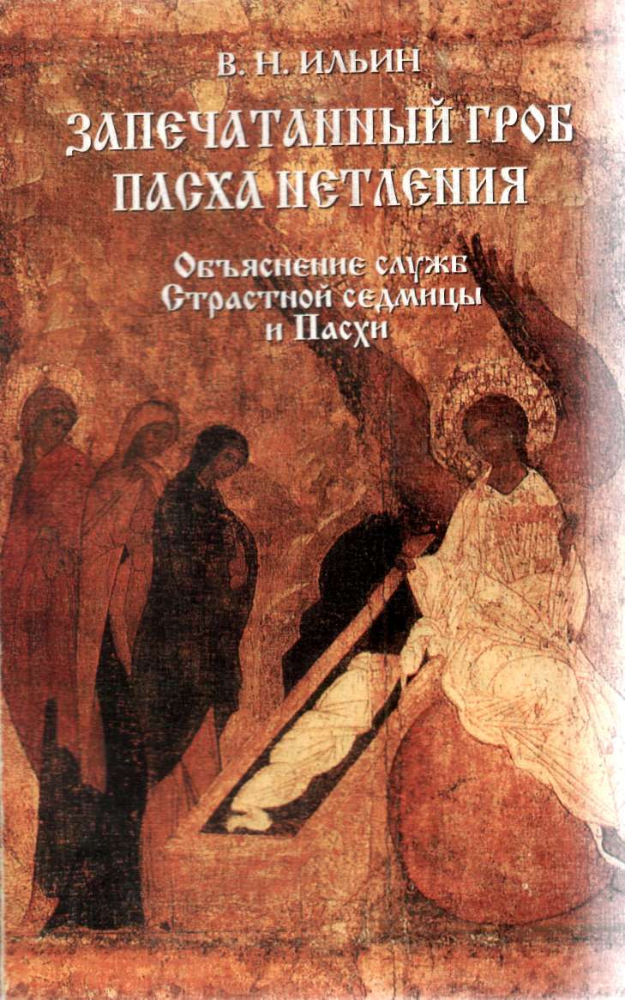 В. Н. ИЛЬИН
ЗАПЕЧАТАННЫЙ ГРОБ
ПАСХА НЕТЛЕНИЯ
Объяснение служб
Страстной седмицы
и Пасхи